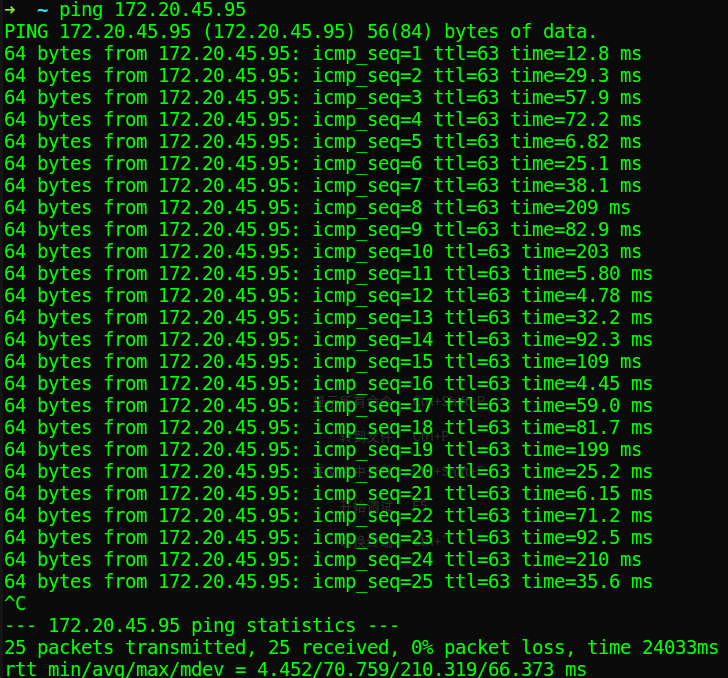 ➜  ~ ping 172.20.45.95
PING 172.20.45.95 (172.20.45.95) 56(84) bytes of data.
64 bytes from 172.20.45.95: icmp_seq=1 ttl=63 time=12.8 ms
64 bytes from 172.20.45.95: icmp_seq=2 ttl=63 time=29.3 ms
64 bytes from 172.20.45.95: icmp_seq=3 ttl=63 time=57.9 ms
64 bytes from 172.20.45.95: icmp_seq=4 ttl=63 time=72.2 ms
64 bytes from 172.20.45.95: icmp_seq=5 ttl=63 time=6.82 ms
64 bytes from 172.20.45.95: icmp_seq=6 ttl=63 time=25.1 ms
64 bytes from 172.20.45.95: icmp_seq=7 ttl=63 time=38.1 ms
64 bytes from 172.20.45.95: icmp_seq=8 ttl=63 time=209 ms
64 bytes from 172.20.45.95: icmp_seq=9 ttl=63 time=82.9 ms
64 bytes from 172.20.45.95: icmp_seq=10 ttl=63 time=203 ms
64 bytes from 172.20.45.95: icmp_seq=11 ttl=63 time=5.80 ms
64 bytes from 172.20.45.95: icmp_seq=12 ttl=63 time=4.78 ms
64 bytes from 172.20.45.95: icmp_seq=13 ttl=63 time=32.2 ms
64 bytes from 172.20.45.95: icmp_seq=14 ttl=63 time=92.3 ms
64 bytes from 172.20.45.95: icmp_seq=15 ttl=63 time=109 ms
64 bytes from 172.20.45.95: icmp_seq=16 ttl=63 time=4.45 ms
64 bytes from 172.20.45.95: icmp_seq=17 ttl=63 time=59.0 ms
64 bytes from 172.20.45.95: icmp_seq=18 ttl=63 time=81.7 ms
64 bytes from 172.20.45.95: icmp_seq=19 ttl=63 time=199 ms
64 bytes from 172.20.45.95: icmp_seq=20 ttl=63 time=25.2 ms
64 bytes from 172.20.45.95: icmp_seq=21 ttl=63 time=6.15 ms
64 bytes from 172.20.45.95: icmp_seq=22 ttl=63 time=71.2 ms
64 bytes from 172.20.45.95: icmp_seq=23 ttl=63 time=92.5 ms
64 bytes from 172.20.45.95: icmp_seq=24 ttl=63 time=210 ms
64 bytes from 172.20.45.95: icmp_seq=25 ttl=63 time=35.6 ms
^C
--- 172.20.45.95 ping statistics ---
25 packets transmitted, 25 received, 0% packet loss, time 24033ms
rtt min/avg/max/mdev = 4.452/70.759/210.319/66.373 ms